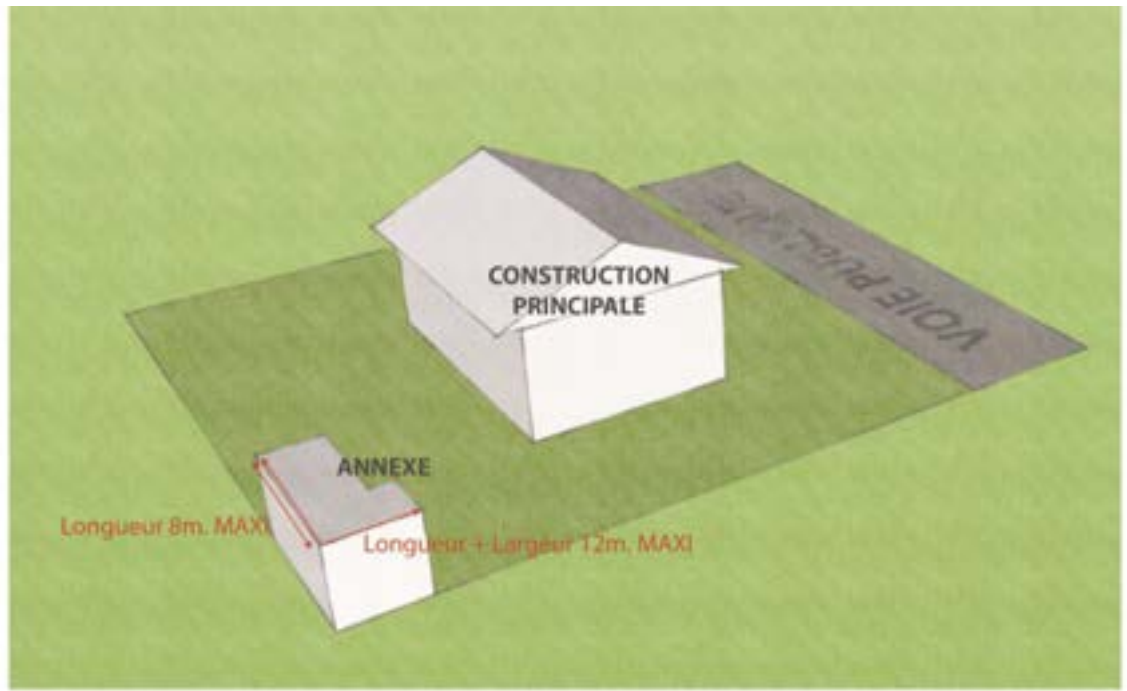 VOIE PUBLIQUE
CONSTRUCTION
PRINCIPALE
ANNEXE
Longueur 8m. MAXI
Longueur + Largeur 12m. MAXI